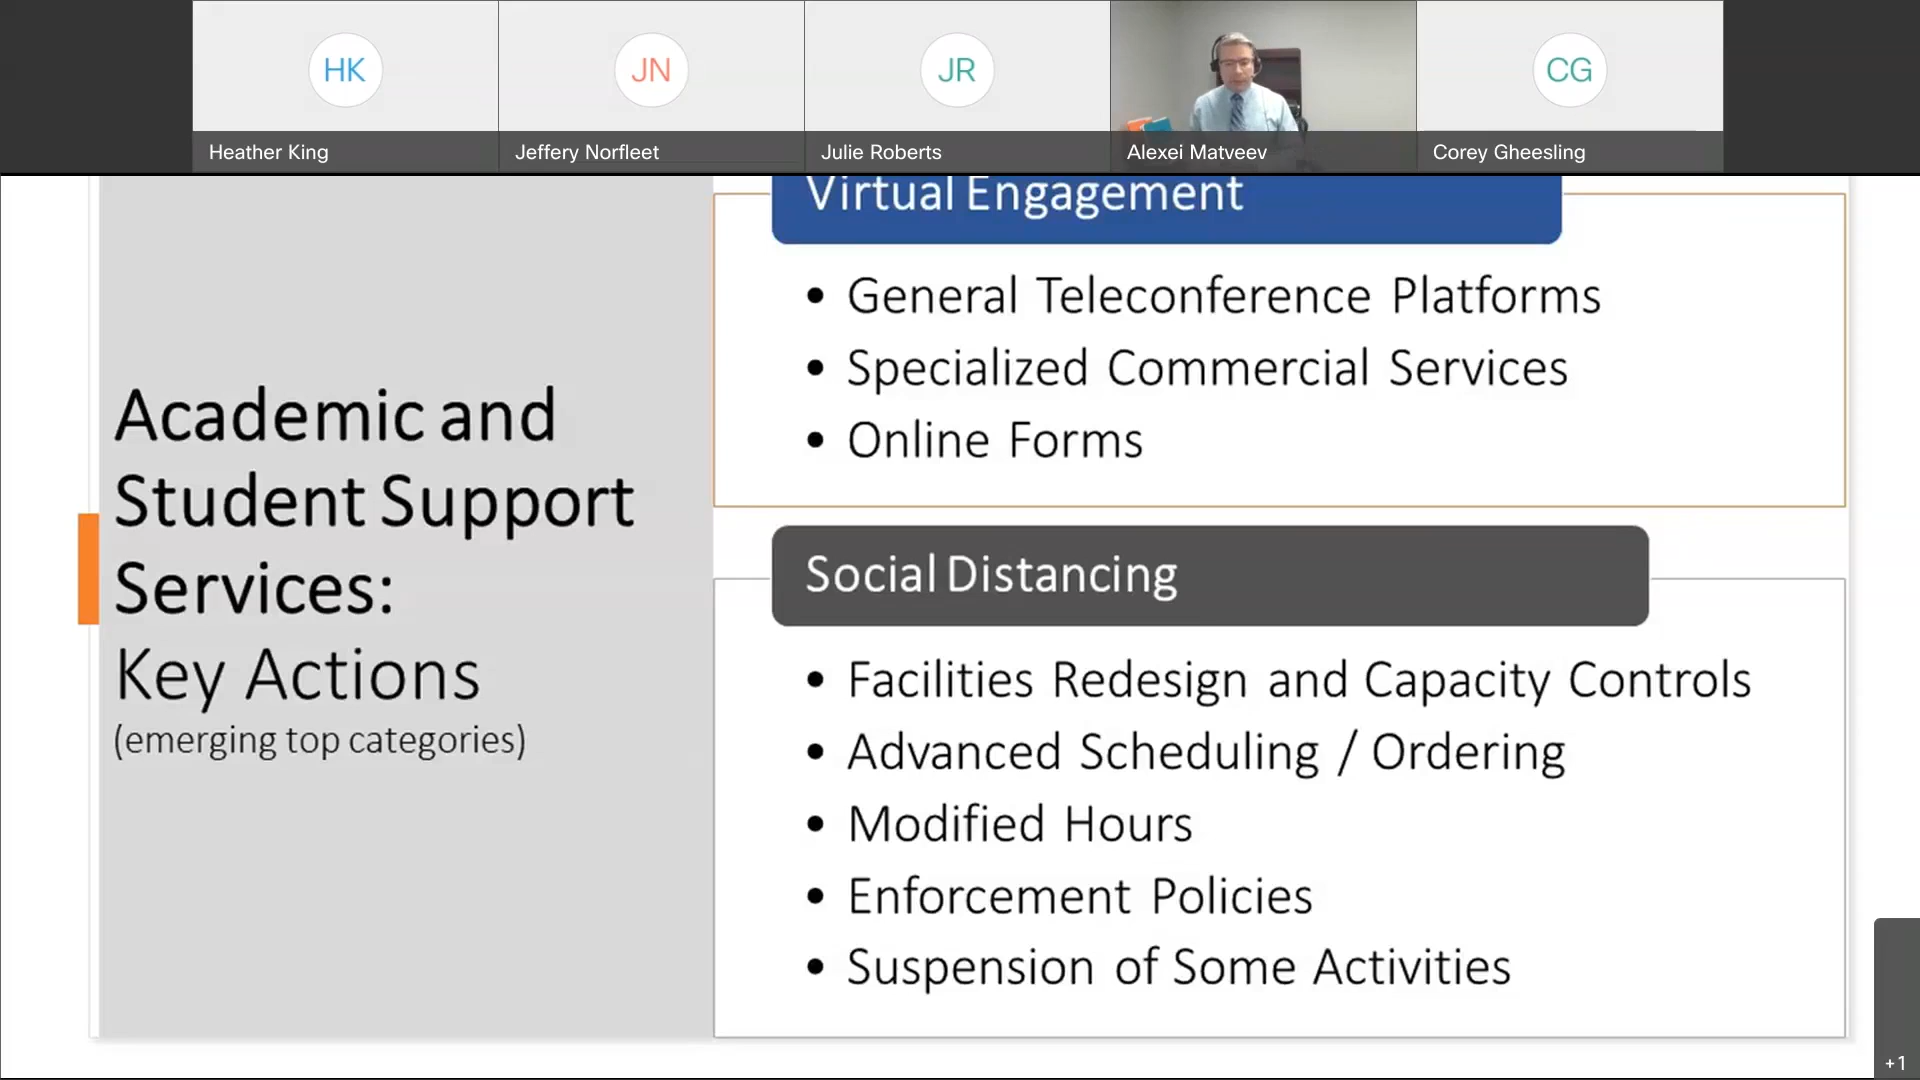 HK
JN
JR
CG
Heather King
Jeffery Norfleet
Julie Roberts
Alexei Matveev
Corey Gheesling
Academic and
Student Support
Services:
Key Actions
(emerging top categories)
Virtual Engagement
• General Teleconference Platforms
• Specialized Commercial Services
• Online Forms
Social Distancing
• Facilities Redesign and Capacity Controls
• Advanced Scheduling / Ordering
• Modified Hours
• Enforcement Policies
• Suspension of Some Activities
+1